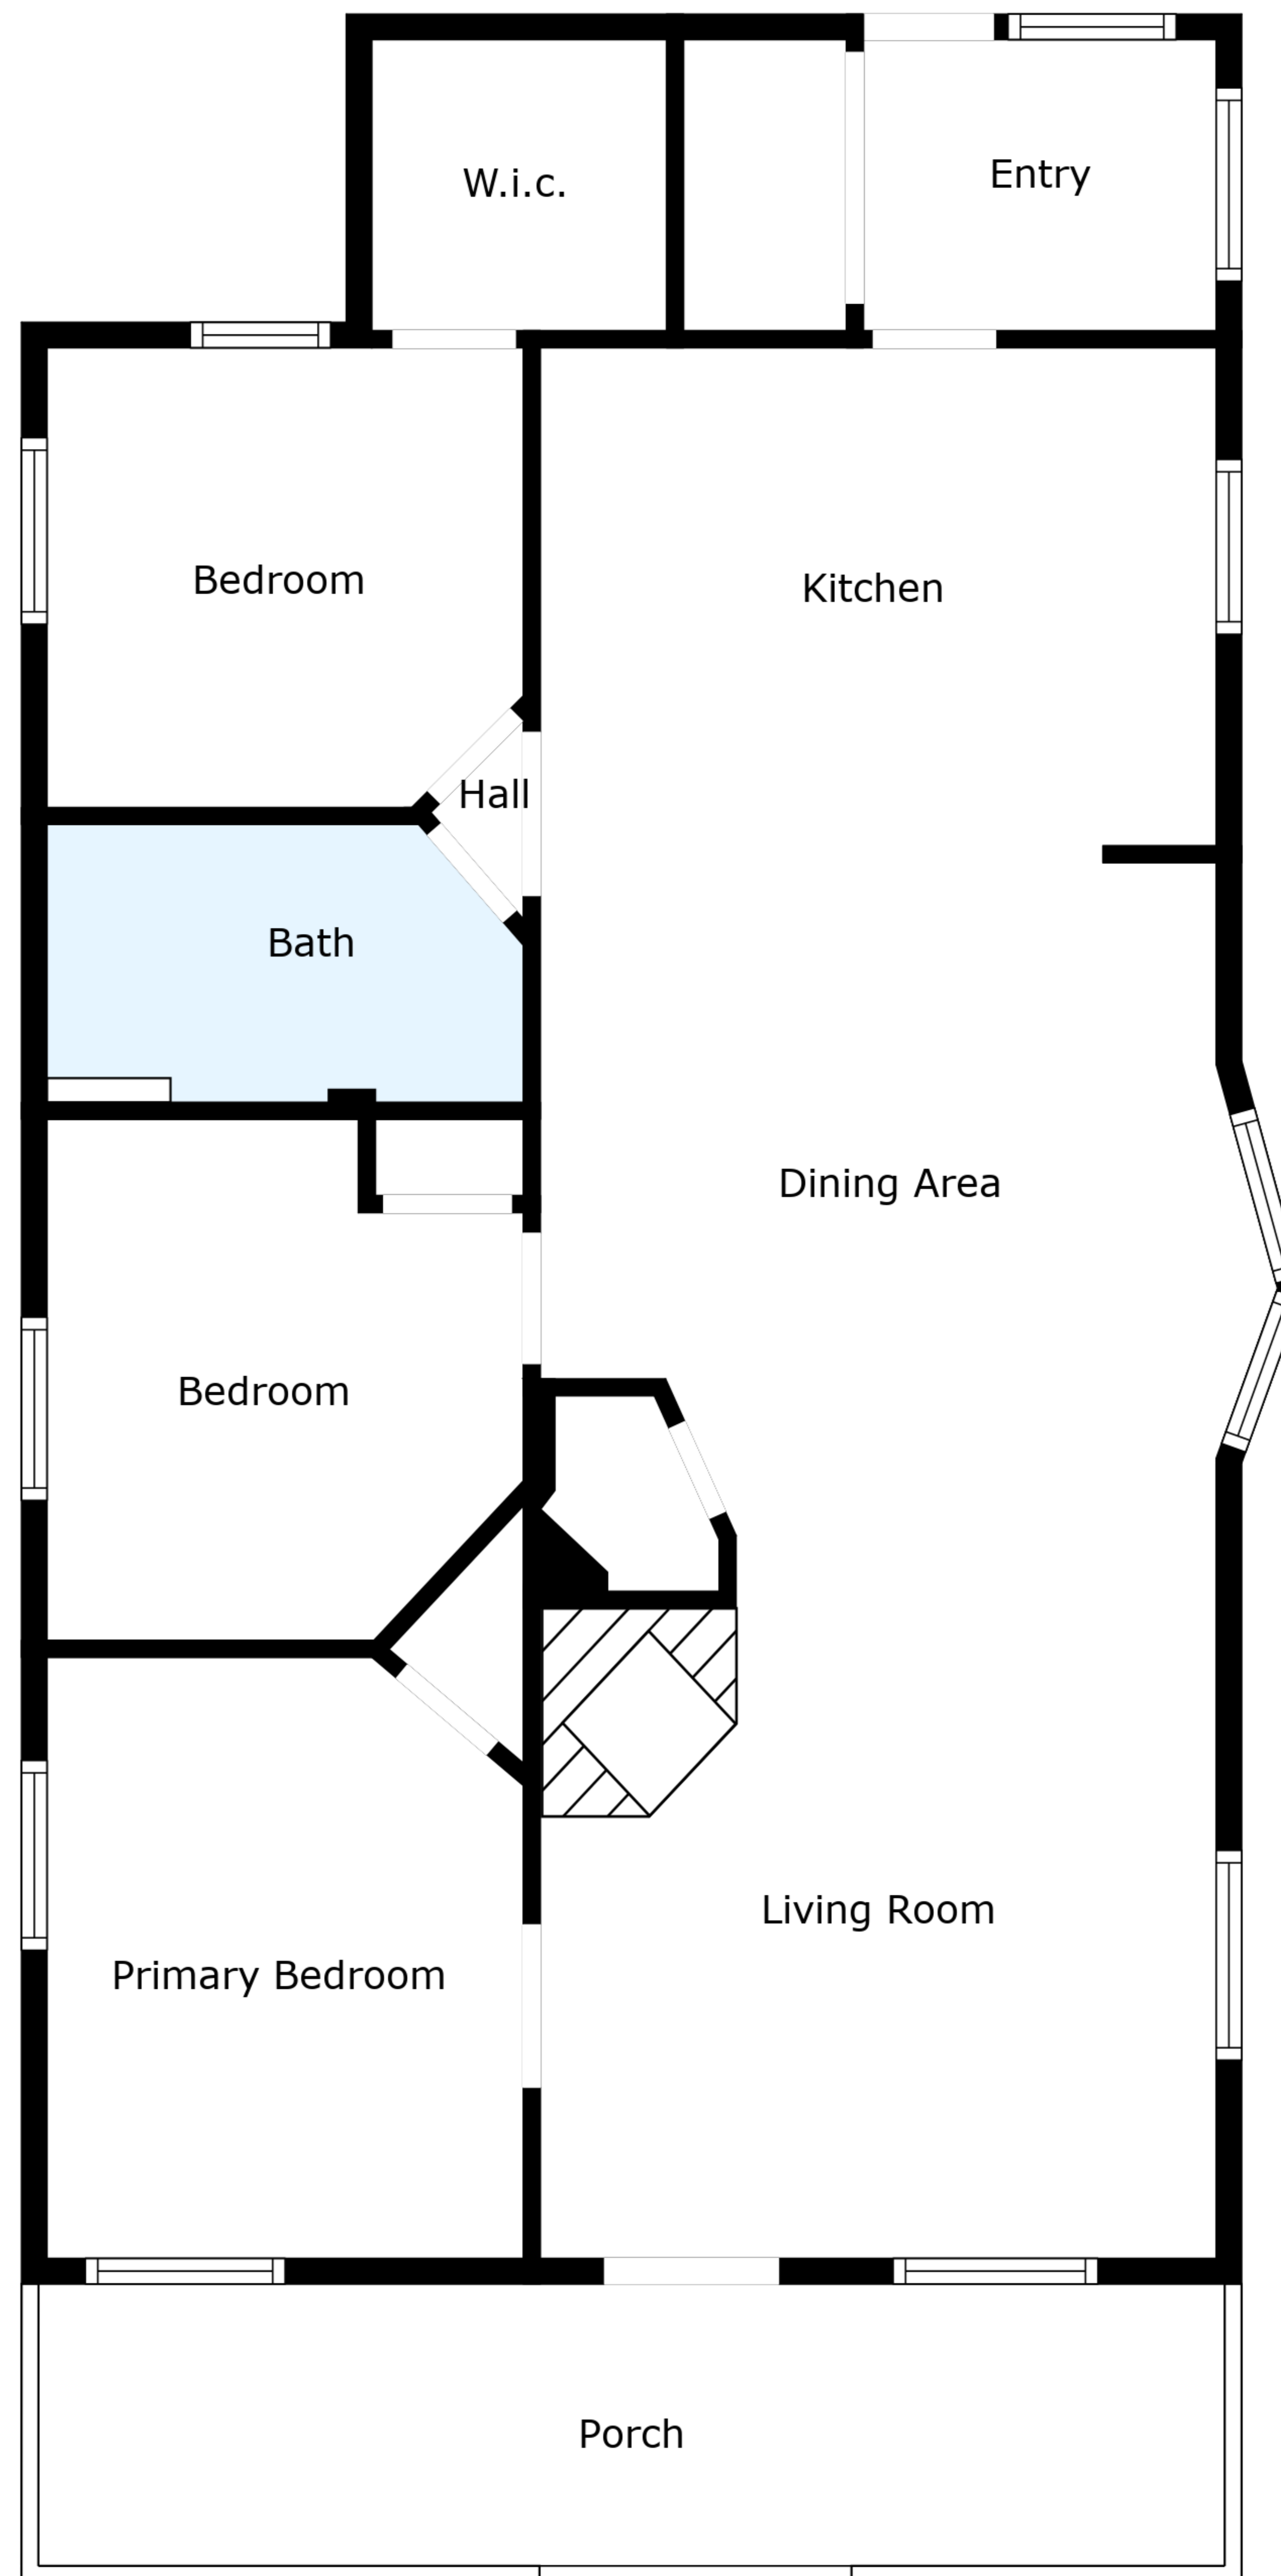 W.i.c.
Entry
Bedroom
Kitchen
Hall
Bath
Dining Area
Bedroom
Living Room
Primary Bedroom
Porch